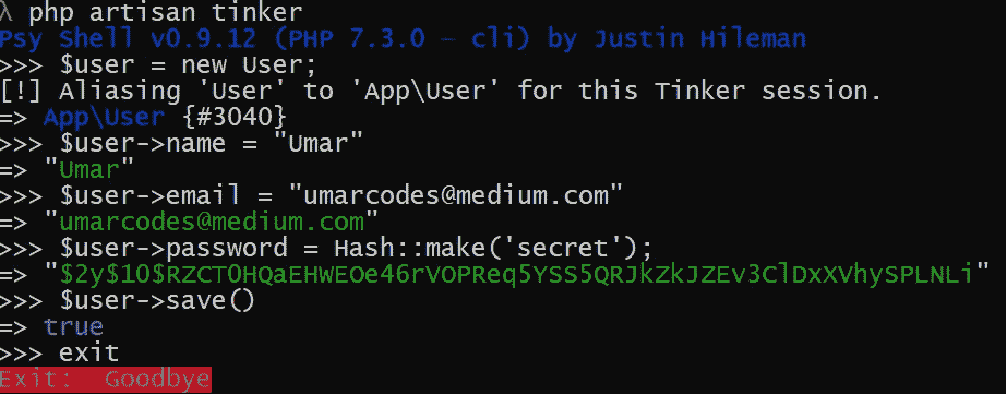 λ php artisan tinker
Psy Shell v0.9.12 (PHP 7.3.0 — cli) by Justin Hileman
>>> $user = new User;
[!] Aliasing 'User' to 'App\User' for this Tinker session.
=> App\User {#3040}
>>> $user->name = "Umar"
=> "Umar"
>>> $user->email = "umarcodes@medium.com"
=> "umarcodes@medium.com"
>>> $user->password = Hash::make('secret');
=> "$2y$10$RZCT0HQaEHWEOe46rVOPReq5YSS5QRJkZkJZEv3ClDxXVhySPLNLi"
>>> $user->save()
=> true
>>> exit
Exit:  Goodbye